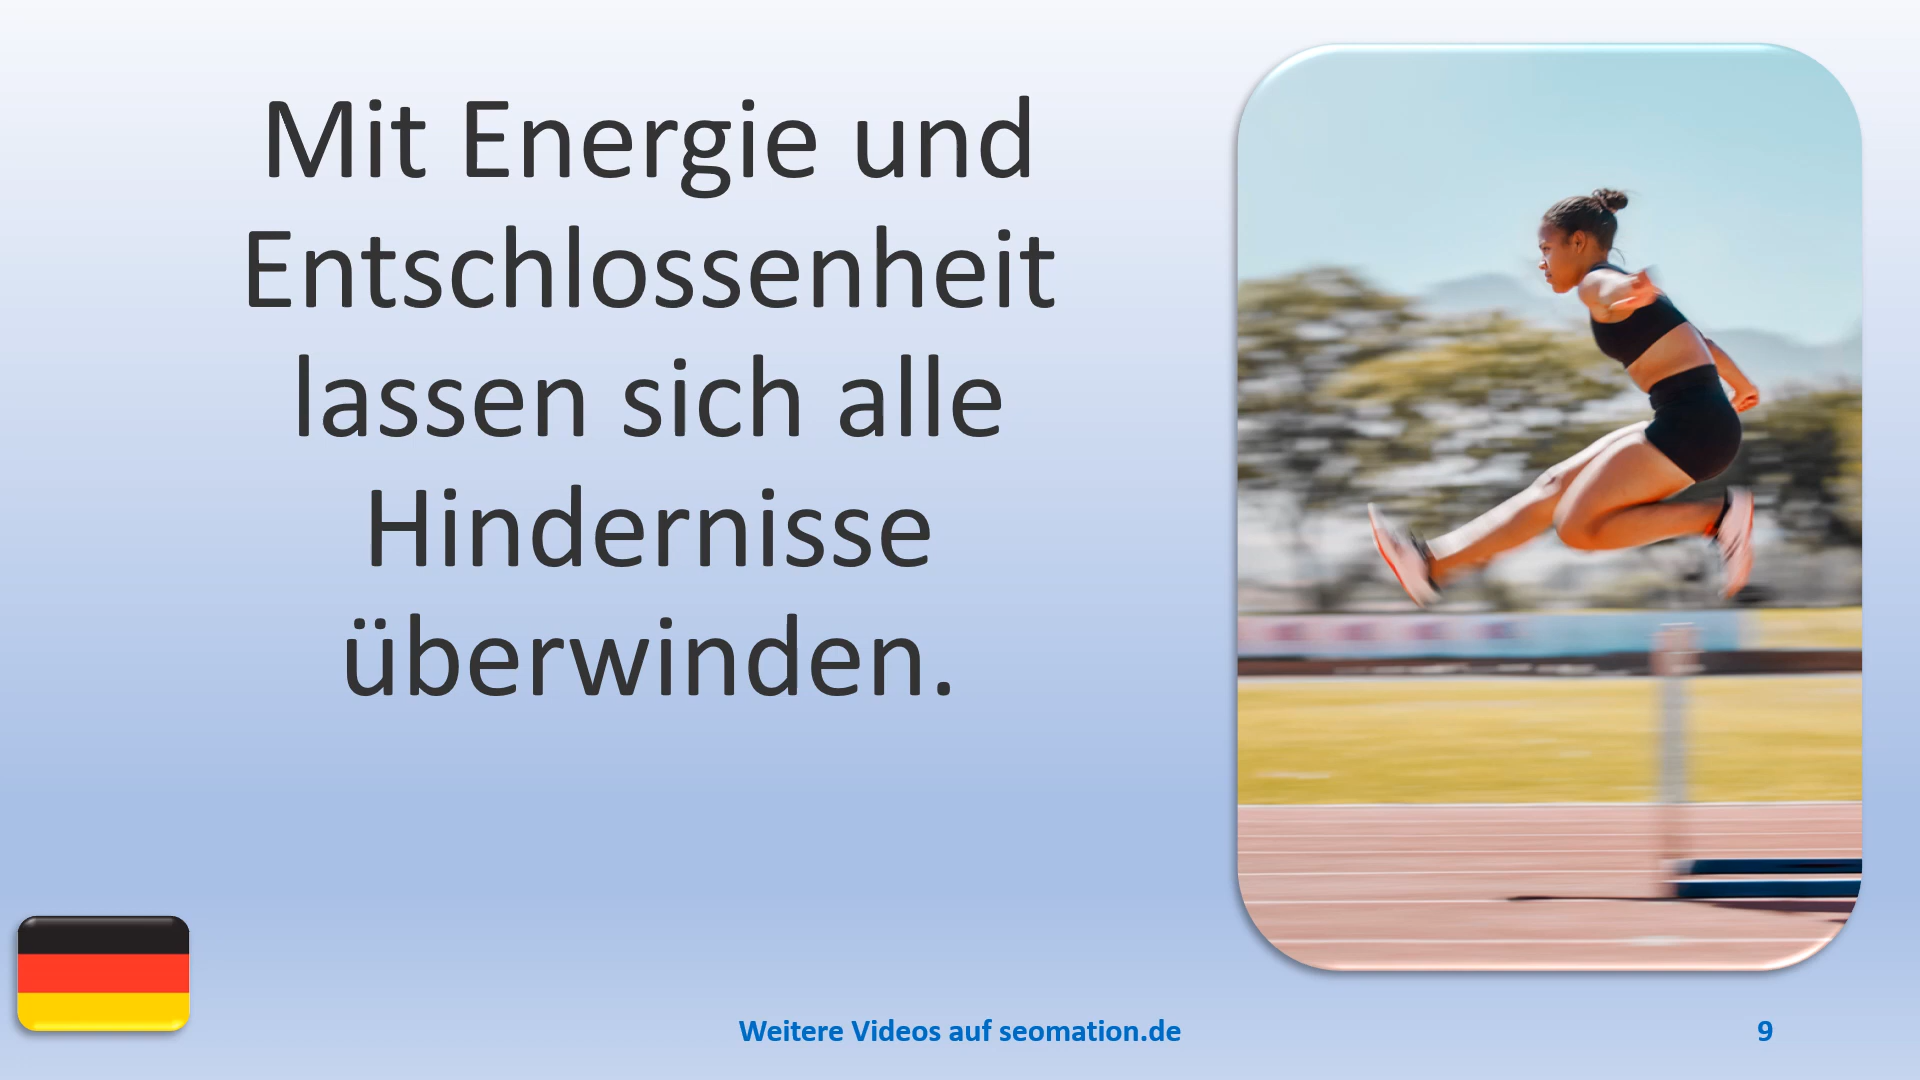 Mit Energie und
Entschlossenheit
lassen sich alle
Hindernisse
überwinden.
Weitere Videos auf seomation.de
9